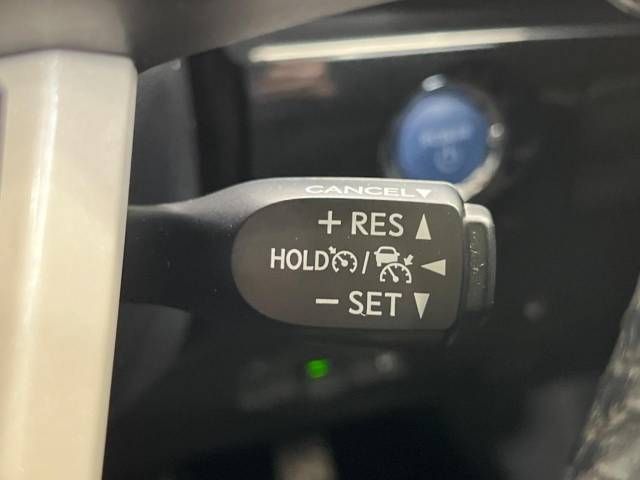 CANCEL▼
+ RES ▲
HOLD / ◀
− SET ▼